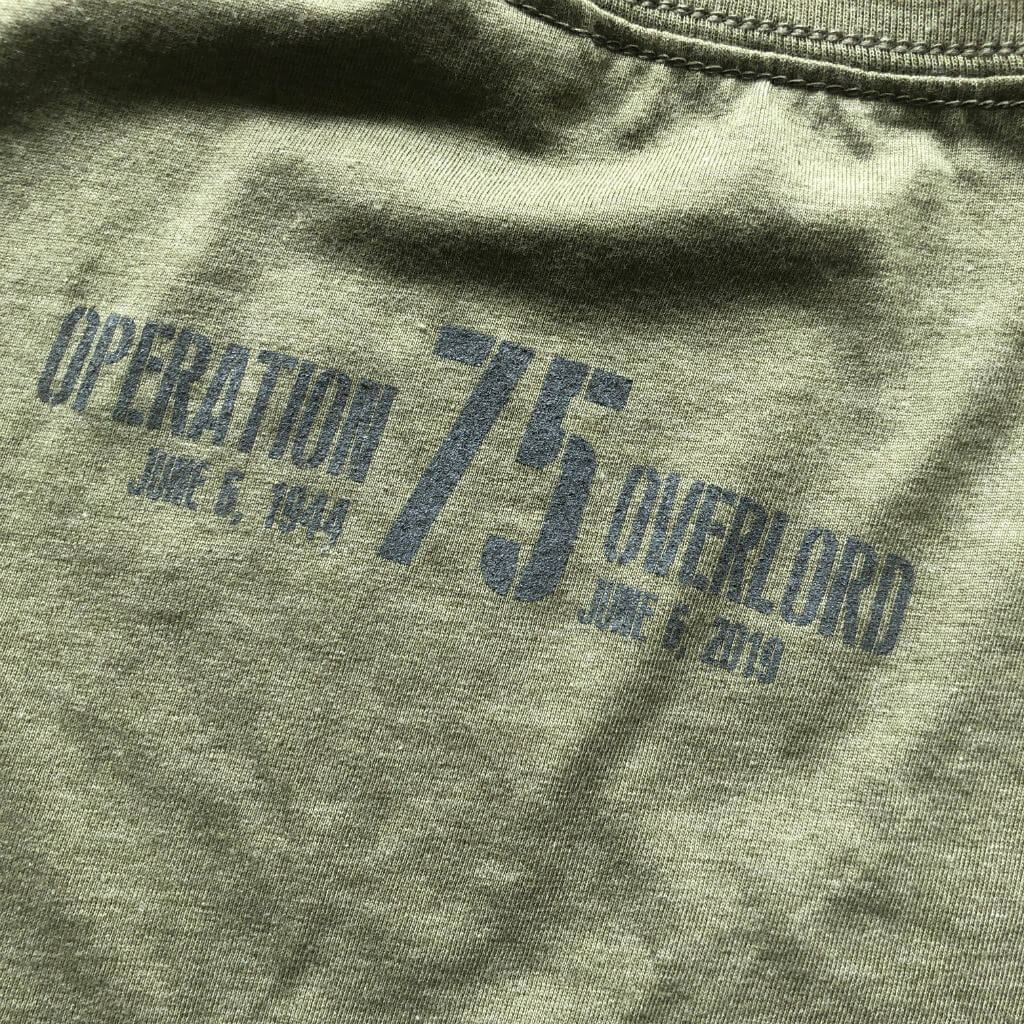 OPERATION 75 OVERLORD
JUNE 6, 1944 JUNE 6, 2019